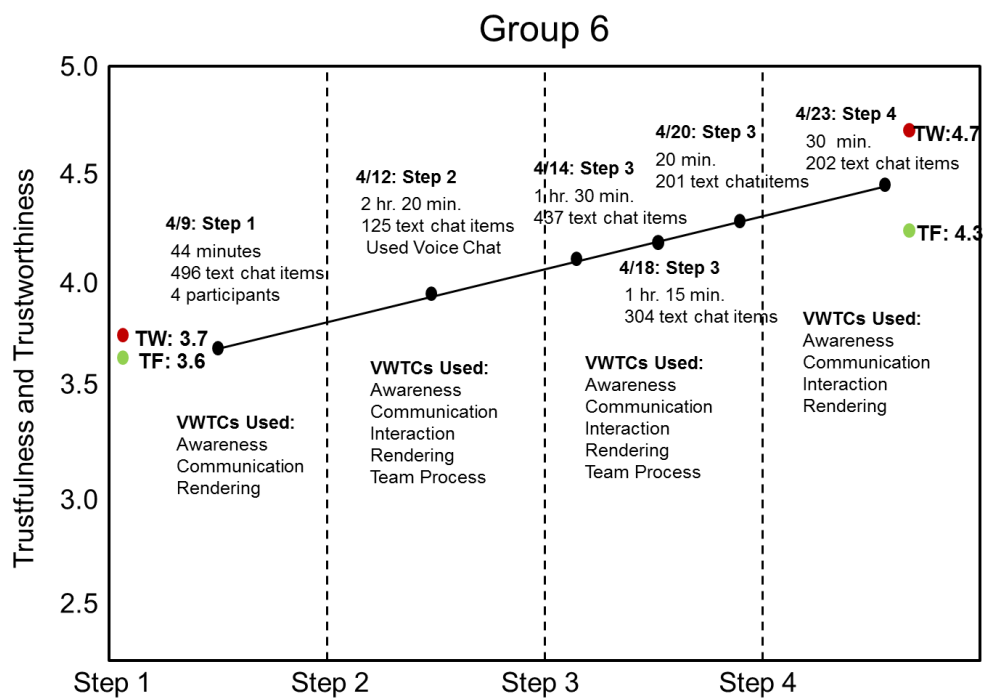 Group 6
Trustfulness and Trustworthiness
5.0
4.5
4.0
3.5
3.0
2.5
4/9: Step 1
44 minutes
496 text chat items
4 participants
TW: 3.7
TF: 3.6
VWTCs Used:
Awareness
Communication
Rendering
4/12: Step 2
2 hr. 20 min.
125 text chat items
Used Voice Chat
VWTCs Used:
Awareness
Communication
Interaction
Rendering
Team Process
4/14: Step 3
1 hr. 30 min.
437 text chat items
4/18: Step 3
1 hr. 15 min.
304 text chat items
4/20: Step 3
20 min.
201 text chat items
VWTCs Used:
Awareness
Communication
Interaction
Rendering
Team Process
4/23: Step 4
30 min.
202 text chat items
TW:4.7
TF: 4.3
VWTCs Used:
Awareness
Communication
Interaction
Rendering
Step 1
Step 2
Step 3
Step 4